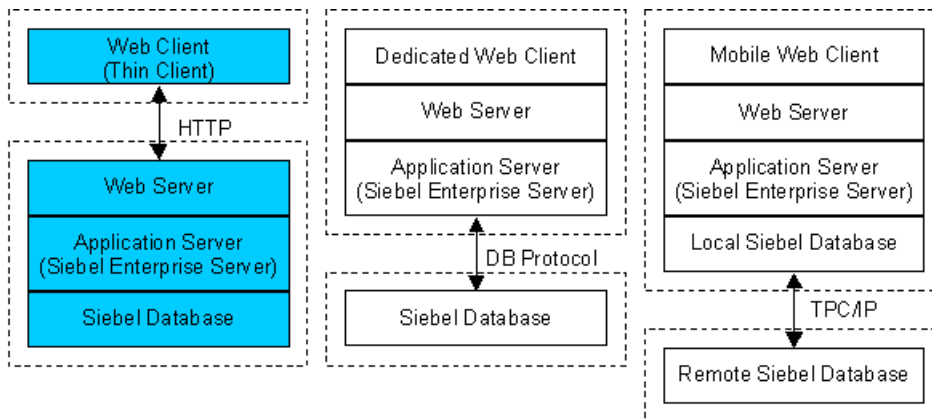 Web Client
(Thin Client)
HTTP
Web Server
Application Server
(Siebel Enterprise Server)
Siebel Database
Dedicated Web Client
Web Server
Application Server
(Siebel Enterprise Server)
DB Protocol
Siebel Database
Mobile Web Client
Web Server
Application Server
(Siebel Enterprise Server)
Local Siebel Database
TPC/IP
Remote Siebel Database